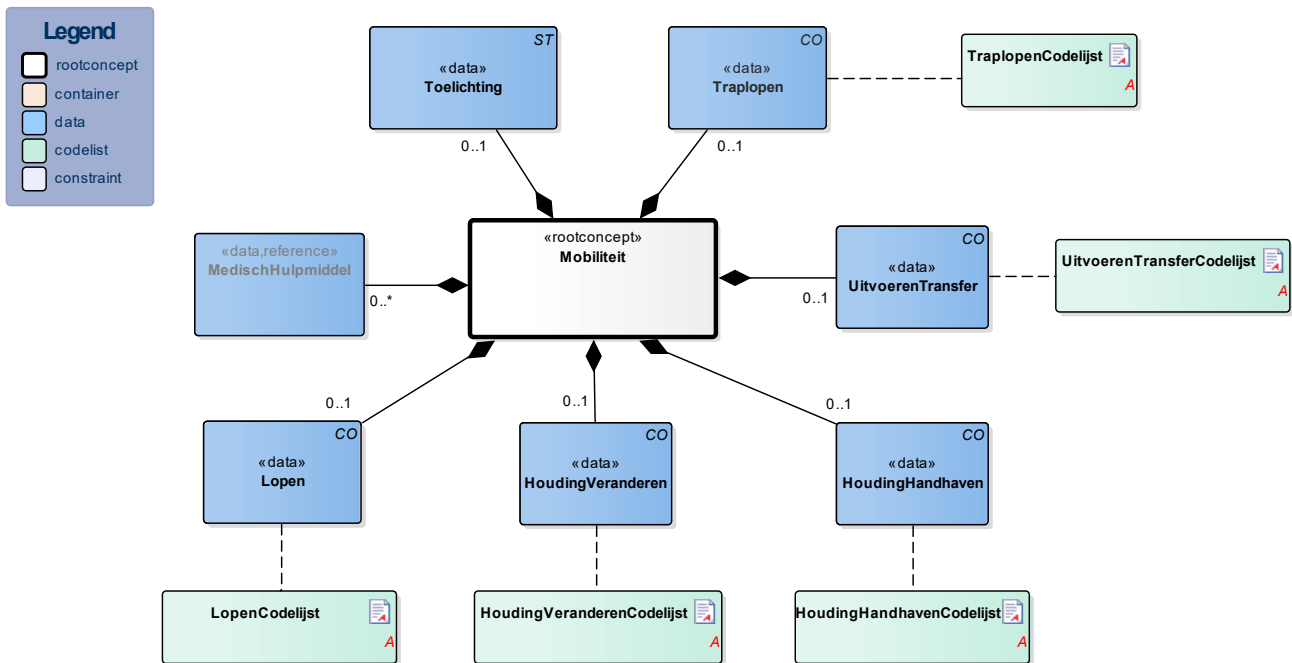 Legend
rootconcept
container
data
codelist
constraint
ST
«data»
Toelichting
0..1
CO
«data»
Traplopen
0..1
TraplopenCodelijst
A
«data,reference»
MedischHulpmiddel
0..*
«rootconcept»
Mobiliteit
CO
«data»
UitvoerenTransfer
0..1
UitvoerenTransferCodelijst
A
0..1
CO
«data»
Lopen
0..1
CO
«data»
HoudingVeranderen
0..1
CO
«data»
HoudingHandhaven
LopenCodelijst
A
HoudingVeranderenCodelijst
A
HoudingHandhavenCodelijst
A